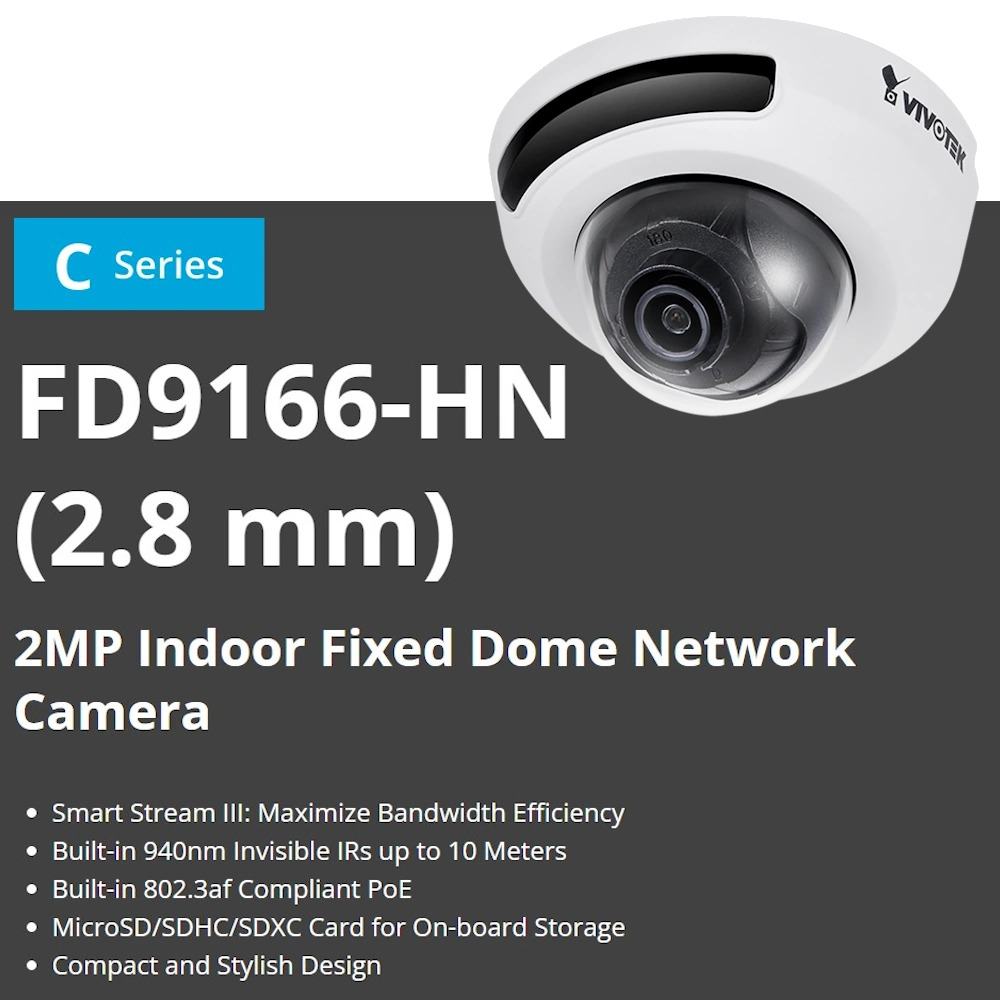 VIVOTEK
180
C Series
FD9166-HN
(2.8 mm)
2MP Indoor Fixed Dome Network
Camera
• Smart Stream III: Maximize Bandwidth Efficiency
• Built-in 940nm Invisible IRs up to 10 Meters
• Built-in 802.3af Compliant PoE
• MicroSD/SDHC/SDXC Card for On-board Storage
• Compact and Stylish Design